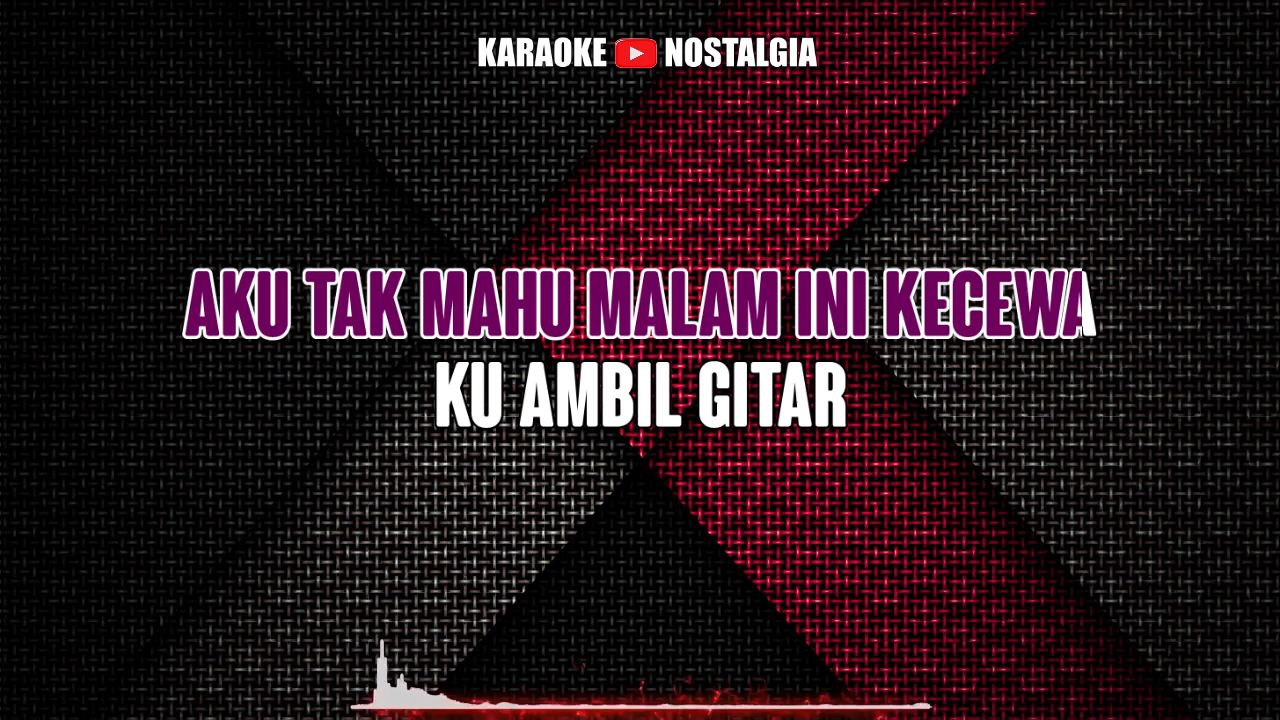 KARAOKE NOSTALGIA
AKU TAK MAHU MALAM INI KECEWA
KU AMBIL GITAR